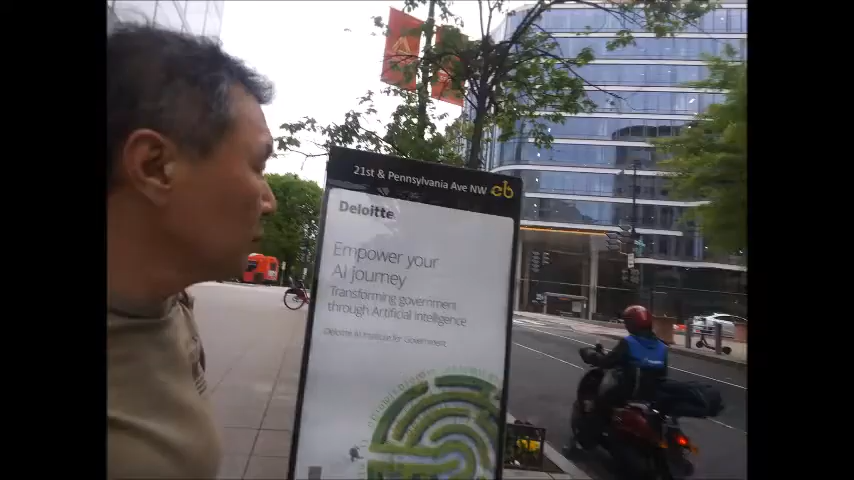 21st & Pennsylvania Ave NW cb
Deloitte
Empower your
AI journey
Transforming government
through Artificial Intelligence
Deloitte AI Institute for Government